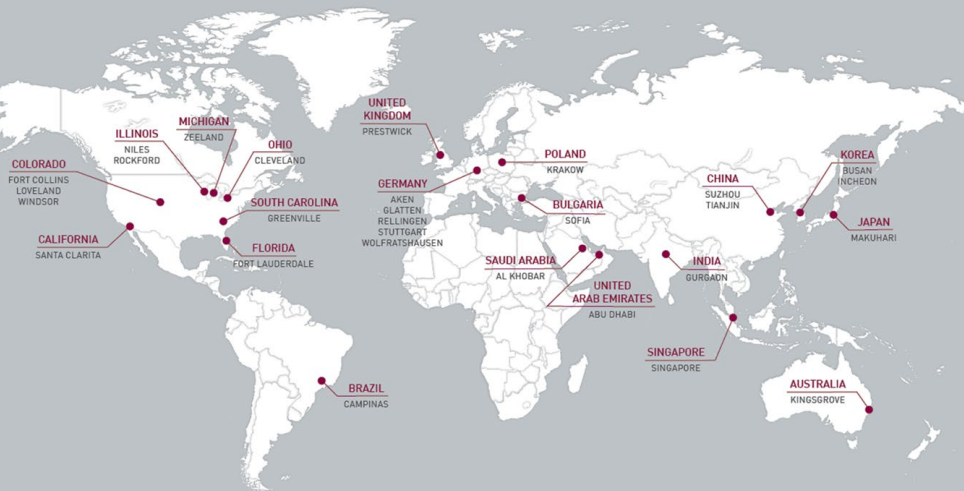 COLORADO
FORT COLLINS
LOVELAND
WINDSOR
CALIFORNIA
SANTA CLARITA
ILLINOIS
NILES
ROCKFORD
MICHIGAN
ZEELAND
OHIO
CLEVELAND
SOUTH CAROLINA
GREENVILLE
FLORIDA
FORT LAUDERDALE
BRAZIL
CAMPINAS
UNITED
KINGDOM
PRESTWICK
GERMANY
AKEN
GLATTEN
RELLINGEN
STUTTGART
WOLFRATSHAUSEN
POLAND
KRAKOW
BULGARIA
SOFIA
SAUDI ARABIA
AL KHOBAR
UNITED
ARAB EMIRATES
ABU DHABI
INDIA
GURGAON
CHINA
SUZHOU
TIANJIN
KOREA
BUSAN
INCHEON
JAPAN
MAKUHARI
SINGAPORE
SINGAPORE
AUSTRALIA
KINGSGROVE